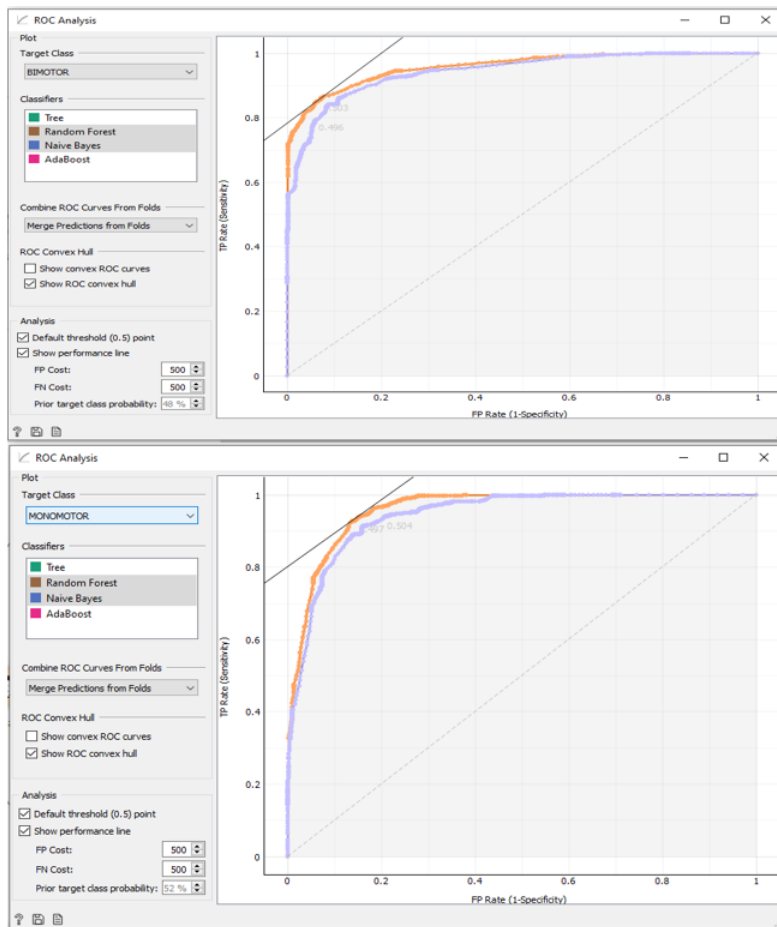 ROC Analysis
Plot
Target Class
BIMOTOR
Classifiers
Tree
Random Forest
Naive Bayes
AdaBoost
Combine ROC Curves From Folds
Merge Predictions from Folds
ROC Convex Hull
Show convex ROC curves
Show ROC convex hull
Analysis
Default threshold (0.5) point
Show performance line
FP Cost: 500
FN Cost: 500
Prior target class probability: 48 %
TP Rate (Sensitivity)
1
0.8
0.6
0.4
0.2
0
0.496
0 0.2 0.4 0.6 0.8 1
FP Rate (1-Specificity)
ROC Analysis
Plot
Target Class
MONOMOTOR
Classifiers
Tree
Random Forest
Naive Bayes
AdaBoost
Combine ROC Curves From Folds
Merge Predictions from Folds
ROC Convex Hull
Show convex ROC curves
Show ROC convex hull
Analysis
Default threshold (0.5) point
Show performance line
FP Cost: 500
FN Cost: 500
Prior target class probability: 52 %
TP Rate (Sensitivity)
1
0.8
0.6
0.4
0.2
0
0.504
0 0.2 0.4 0.6 0.8 1
FP Rate (1-Specificity)